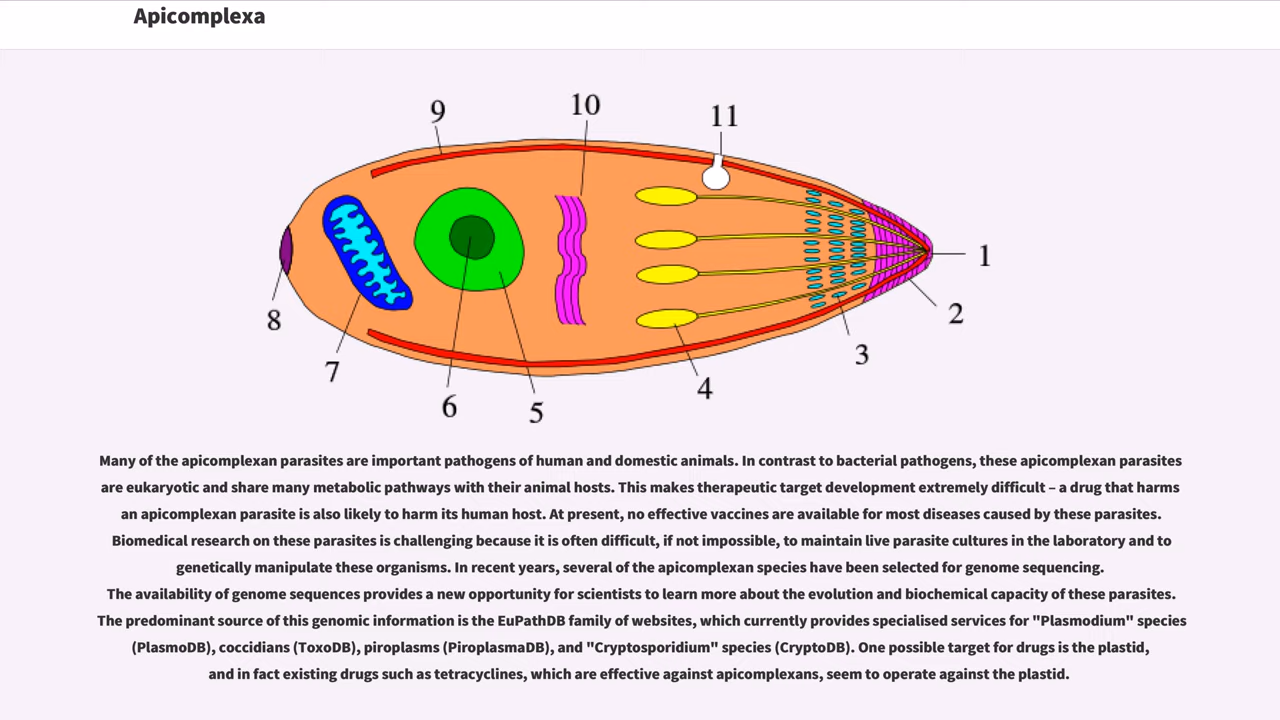 Apicomplexa
9
10
11
1
2
3
4
5
6
7
8
Many of the apicomplexan parasites are important pathogens of human and domestic animals. In contrast to bacterial pathogens, these apicomplexan parasites
are eukaryotic and share many metabolic pathways with their animal hosts. This makes therapeutic target development extremely difficult – a drug that harms
an apicomplexan parasite is also likely to harm its human host. At present, no effective vaccines are available for most diseases caused by these parasites.
Biomedical research on these parasites is challenging because it is often difficult, if not impossible, to maintain live parasite cultures in the laboratory and to
genetically manipulate these organisms. In recent years, several of the apicomplexan species have been selected for genome sequencing.
The availability of genome sequences provides a new opportunity for scientists to learn more about the evolution and biochemical capacity of these parasites.
The predominant source of this genomic information is the EuPathDB family of websites, which currently provides specialised services for "Plasmodium" species
(PlasmoDB), coccidians (ToxoDB), piroplasms (PiroplasmaDB), and "Cryptosporidium" species (CryptoDB). One possible target for drugs is the plastid,
and in fact existing drugs such as tetracyclines, which are effective against apicomplexans, seem to operate against the plastid.